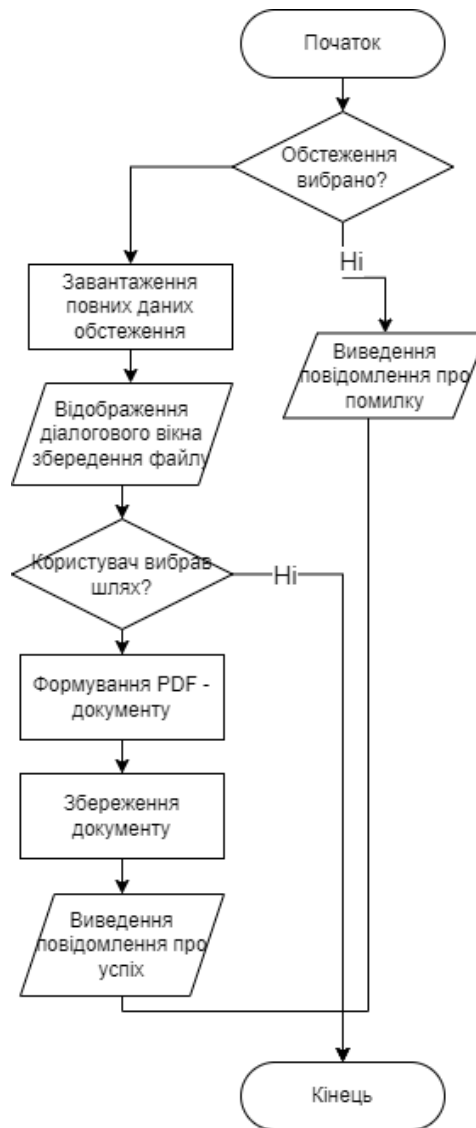 Початок
Обстеження
вибрано?
Ні
Завантаження
повних даних
обстеження
Виведення
повідомлення про
помилку
Відображення
діалогового вікна
збередення файлу
Користувач вибрав
шлях?
Ні
Формування PDF -
документу
Збереження
документу
Виведення
повідомлення про
успіх
Кінець